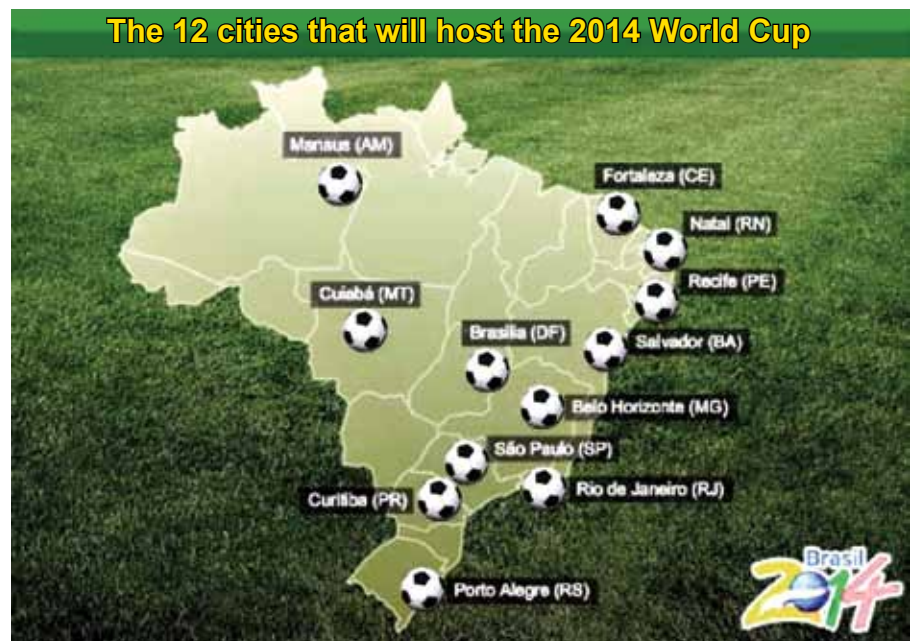 The 12 cities that will host the 2014 World Cup
Manaus (AM)
Fortaleza (CE)
Natal (RN)
Recife (PE)
Cuiabá (MT)
Brasília (DF)
Salvador (BA)
Belo Horizonte (MG)
São Paulo (SP)
Rio de Janeiro (RJ)
Curitiba (PR)
Porto Alegre (RS)
Brasil
2014